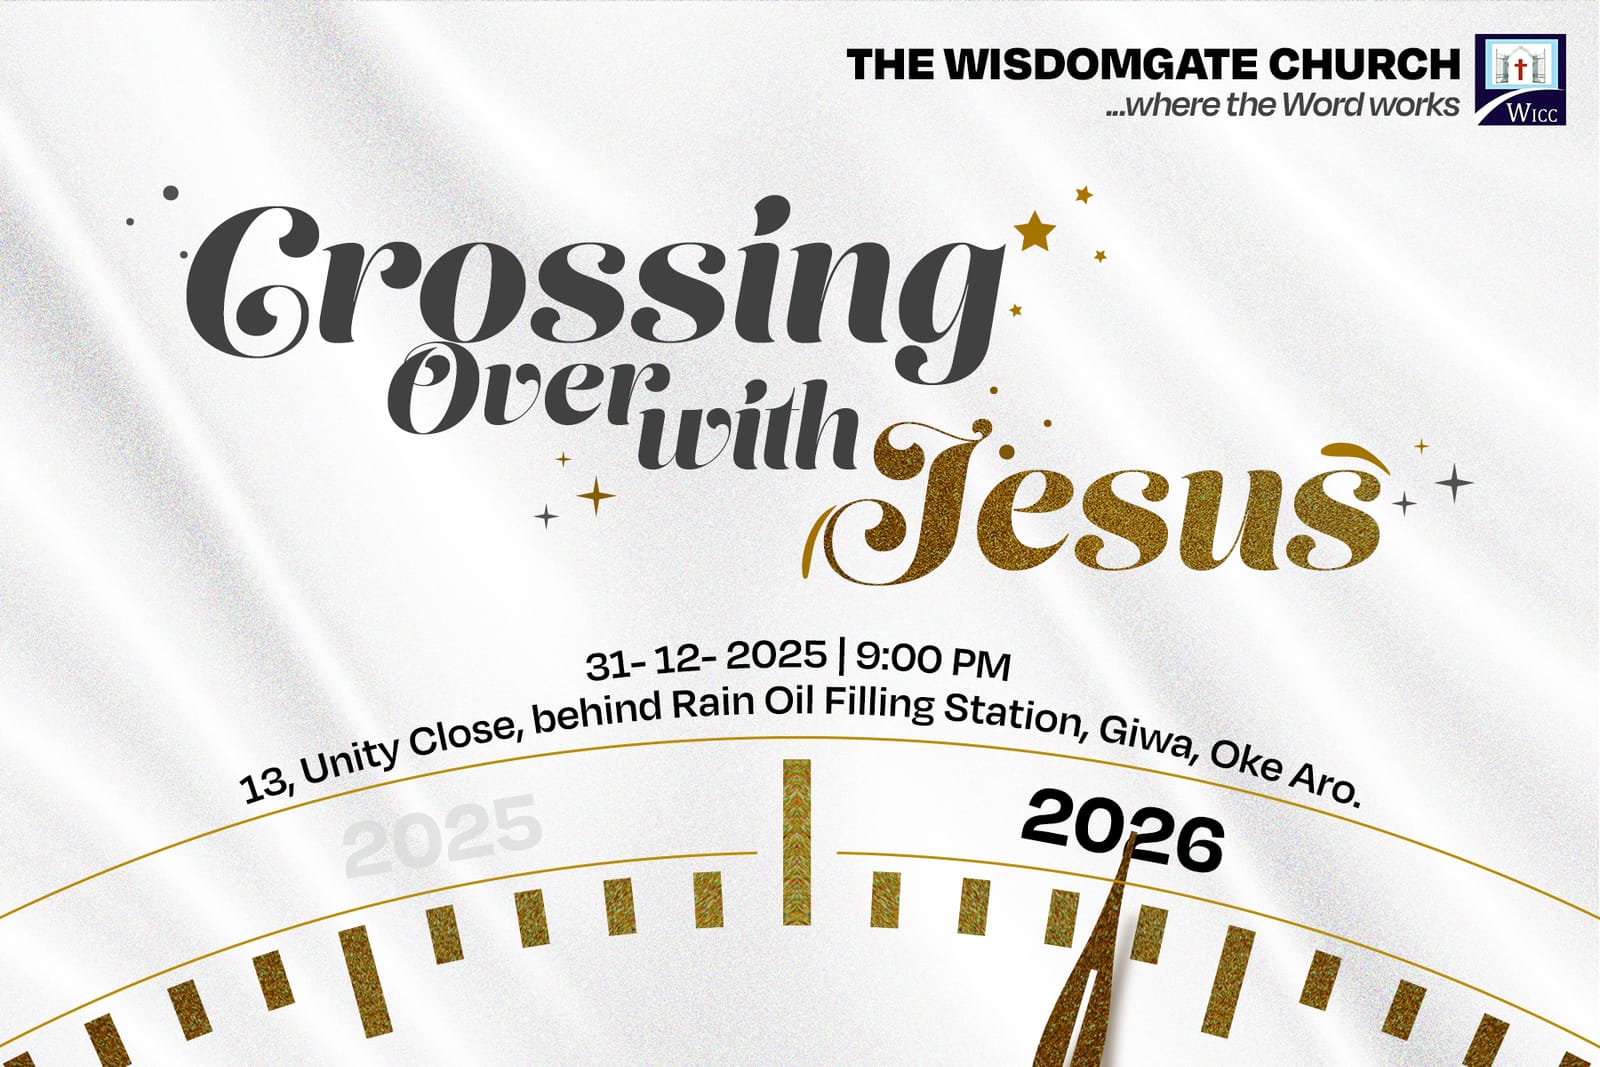 THE WISDOMGATE CHURCH
...where the Word works
WICC
Crossing
Over with
Jesus
31- 12- 2025 | 9:00 PM
13, Unity Close, behind Rain Oil Filling Station, Giwa, Oke Aro.
2025
2026